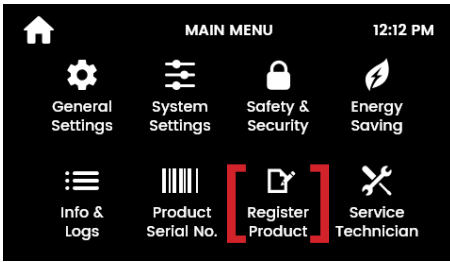 MAIN MENU 12:12 PM
General Settings
System Settings
Safety & Security
Energy Saving
Info & Logs
Product Serial No.
Register Product
Service Technician